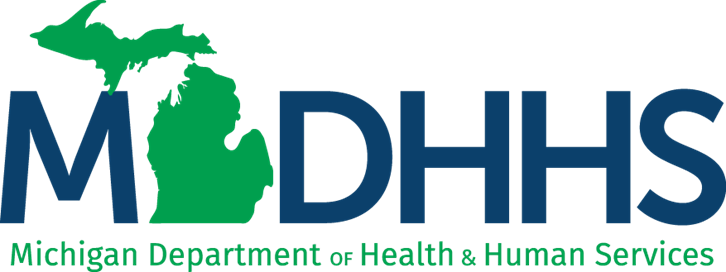 MDHHS
Michigan Department OF Health & Human Services